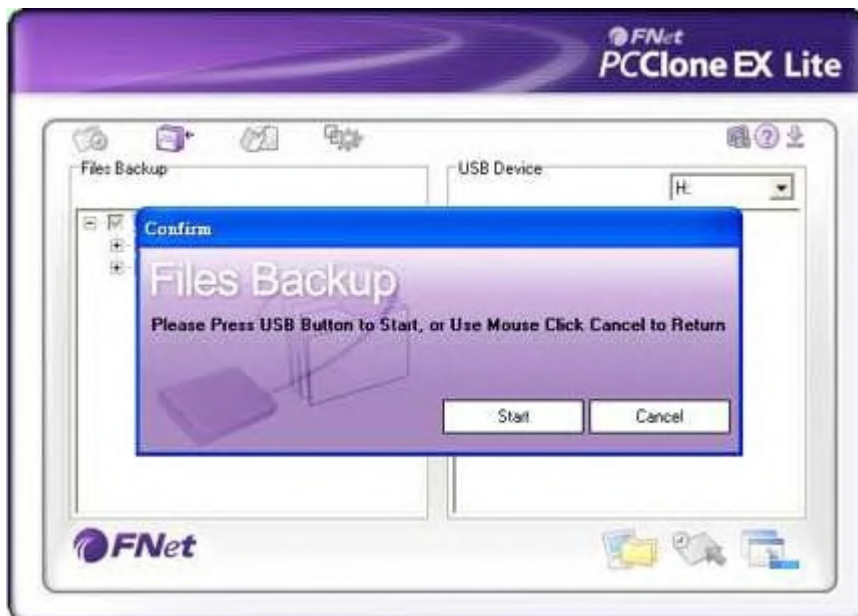 FNet
PCClone EX Lite
Files Backup
USB Device
H:
Confirm
Files Backup
Please Press USB Button to Start, or Use Mouse Click Cancel to Return
Start
Cancel
FNet